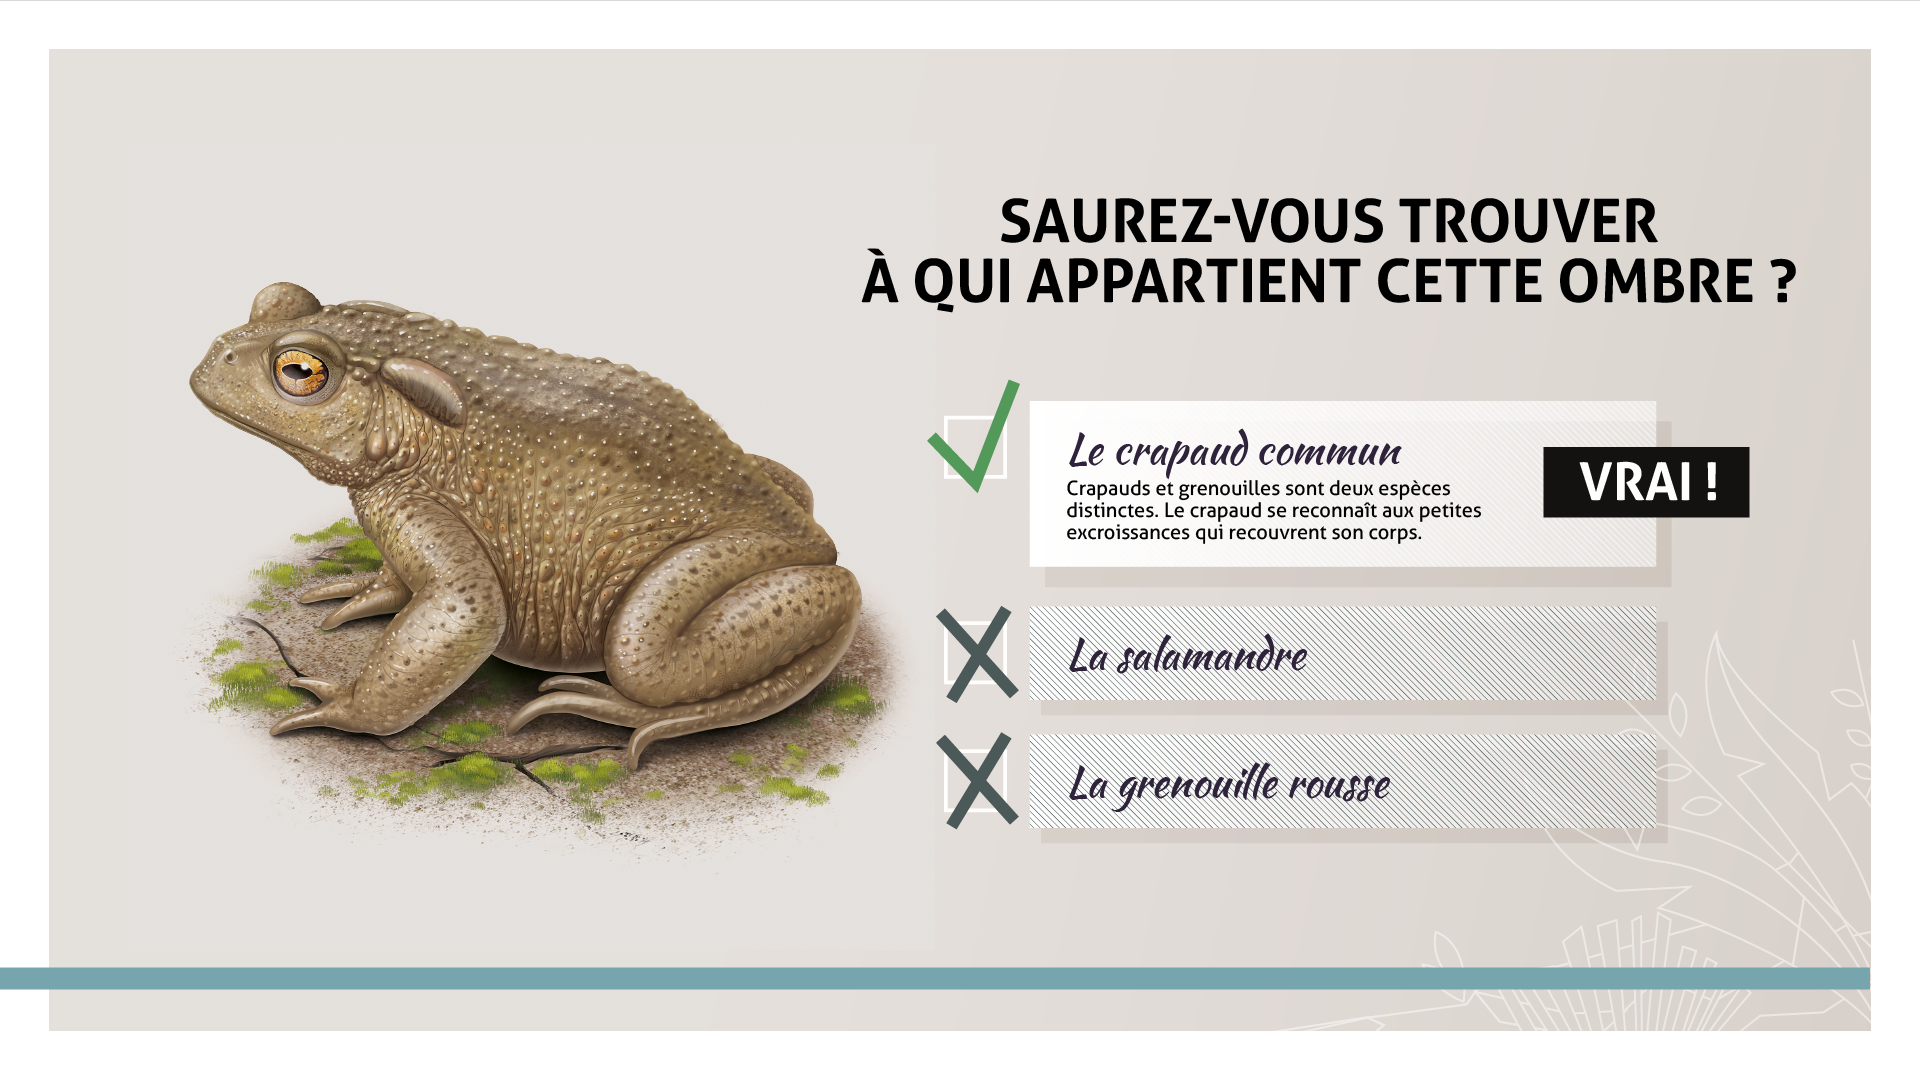 SAUREZ-VOUS TROUVER
À QUI APPARTIENT CETTE OMBRE ?
Le crapaud commun
Crapauds et grenouilles sont deux espèces
distinctes. Le crapaud se reconnaît aux petites
excroissances qui recouvrent son corps.
VRAI !
La salamandre
La grenouille rousse